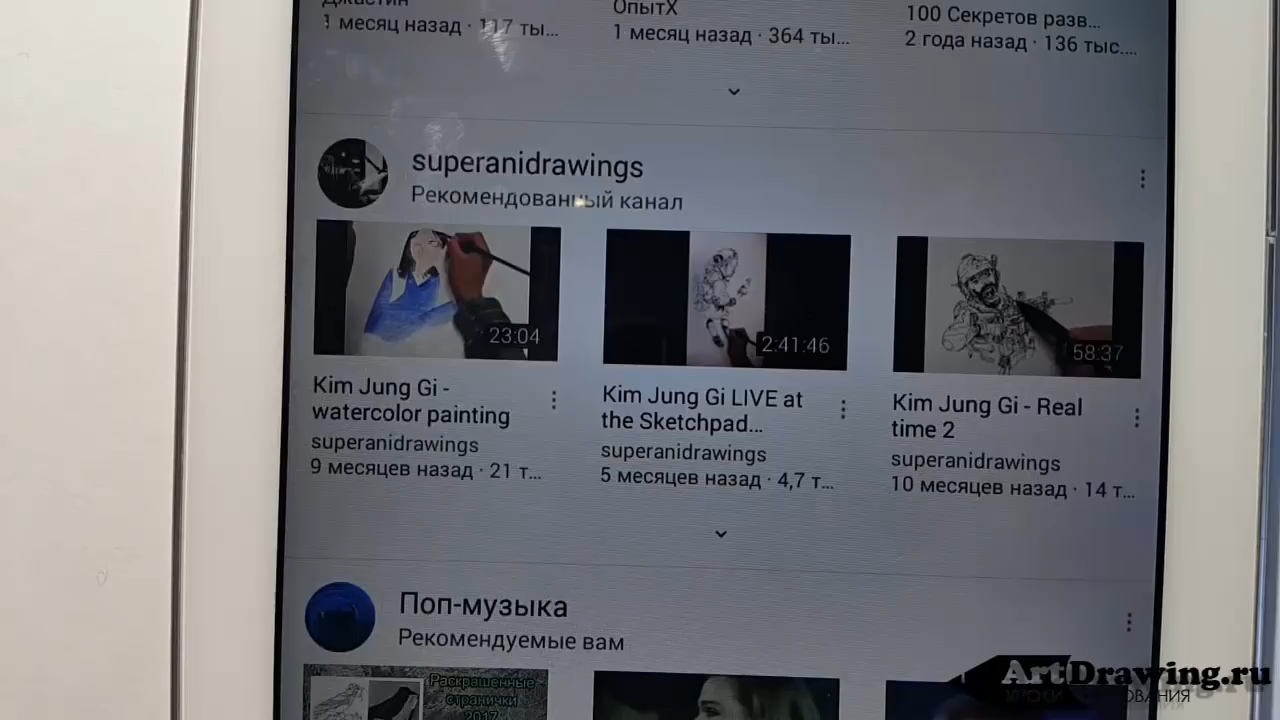 Джастин
1 месяц назад · 117 ты...
ОпытХ
1 месяц назад · 364 ты...
100 Секретов разв...
2 года назад · 136 тыс....
superanidrawings
Рекомендованный канал
23:04
2:41:46
58:37
Kim Jung Gi -
watercolor painting
superanidrawings
9 месяцев назад · 21 т...
Kim Jung Gi LIVE at
the Sketchpad...
superanidrawings
5 месяцев назад · 4,7 т...
Kim Jung Gi - Real
time 2
superanidrawings
10 месяцев назад · 14 т...
Поп-музыка
Рекомендуемые вам
Раскрашенные
странички
2017
ArtDrawing.ru
УРОКИ